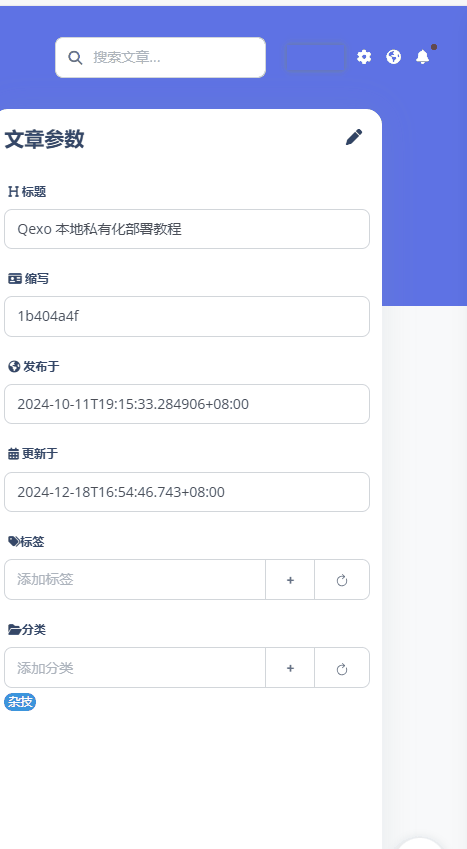 搜索文章...
文章参数
标题
Qexo 本地私有化部署教程
缩写
1b404a4f
发布于
2024-10-11T19:15:33.284906+08:00
更新于
2024-12-18T16:54:46.743+08:00
标签
添加标签
+
分类
添加分类
+
杂技